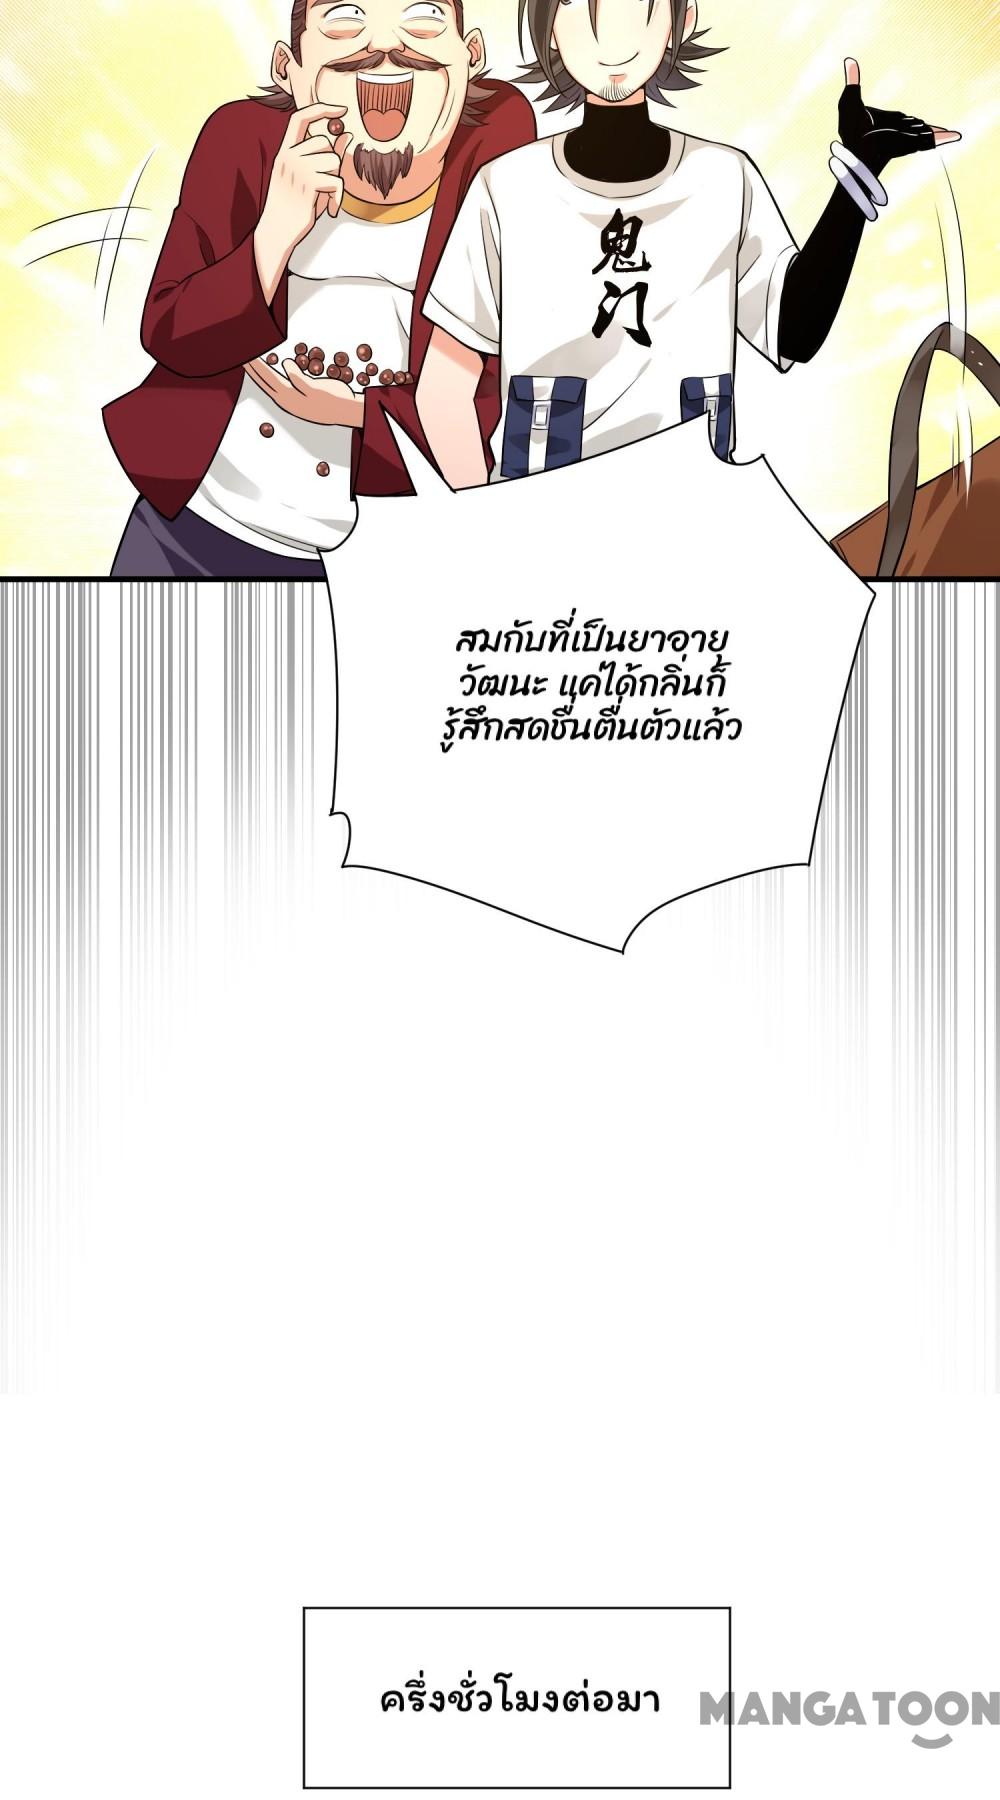 鬼
门
สมกับที่เป็นยาอายุ
วัฒนะ แค่ได้กลิ่นก็
รู้สึกสดชื่นตื่นตัวแล้ว
ครึ่งชั่วโมงต่อมา
MANGATOON